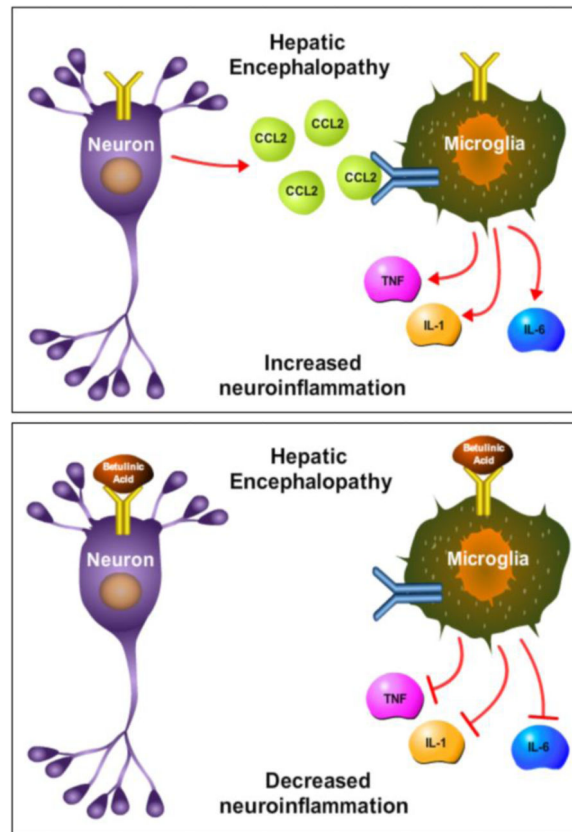 Hepatic
Encephalopathy
Neuron
CCL2
CCL2
CCL2
CCL2
Microglia
TNF
IL-1
IL-6
Increased
neuroinflammation
Betulinic
Acid
Hepatic
Encephalopathy
Betulinic
Acid
Neuron
Microglia
TNF
IL-1
IL-6
Decreased
neuroinflammation